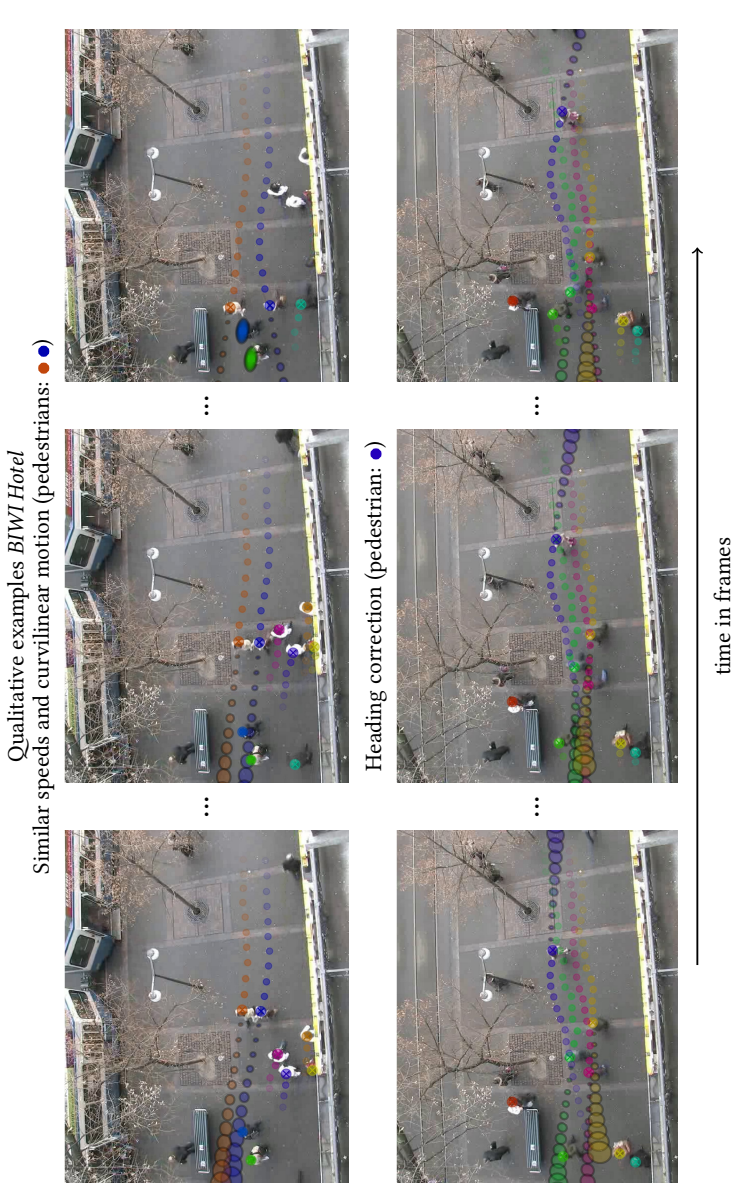 Qualitative examples BIWI Hotel
Similar speeds and curvilinear motion (pedestrians: ● ●)
... ...
Heading correction (pedestrian: ●)
... ...
time in frames